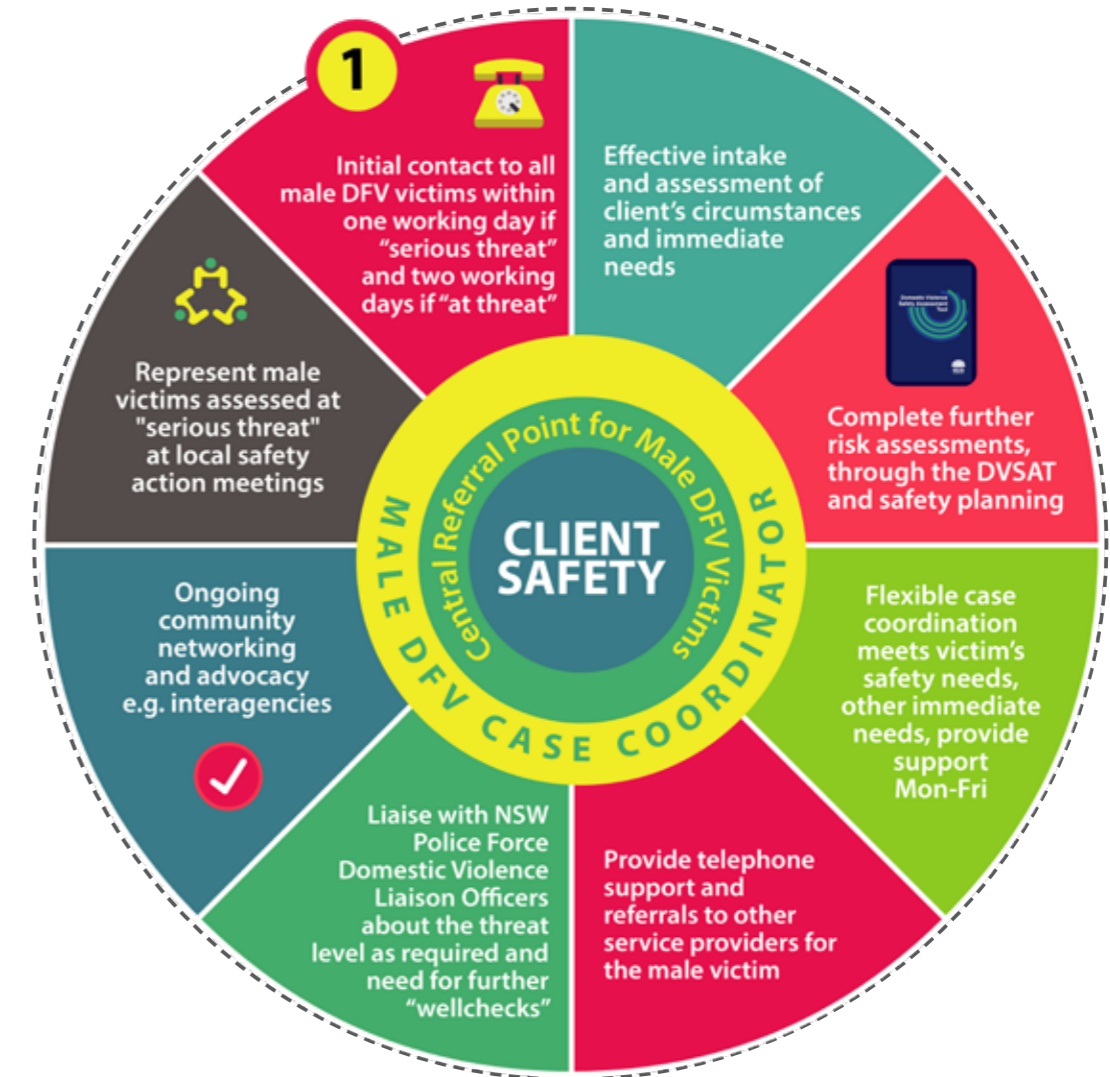 1
Initial contact to all
male DFV victims within
one working day if
“serious threat”
and two working
days if “at threat”
Effective intake
and assessment of
client’s circumstances
and immediate
needs
Domestic Violence
Safety Assessment
Tool
Complete further
risk assessments,
through the DVSAT
and safety planning
Flexible case
coordination
meets victim’s
safety needs,
other immediate
needs, provide
support
Mon-Fri
Provide telephone
support and
referrals to other
service providers for
the male victim
Liaise with NSW
Police Force
Domestic Violence
Liaison Officers
about the threat
level as required and
need for further
“wellchecks”
Ongoing
community
networking
and advocacy
e.g. interagencies
Represent male
victims assessed at
"serious threat"
at local safety
action meetings
MALE DFV CASE COORDINATOR
Central Referral Point for Male DFV Victims
CLIENT
SAFETY